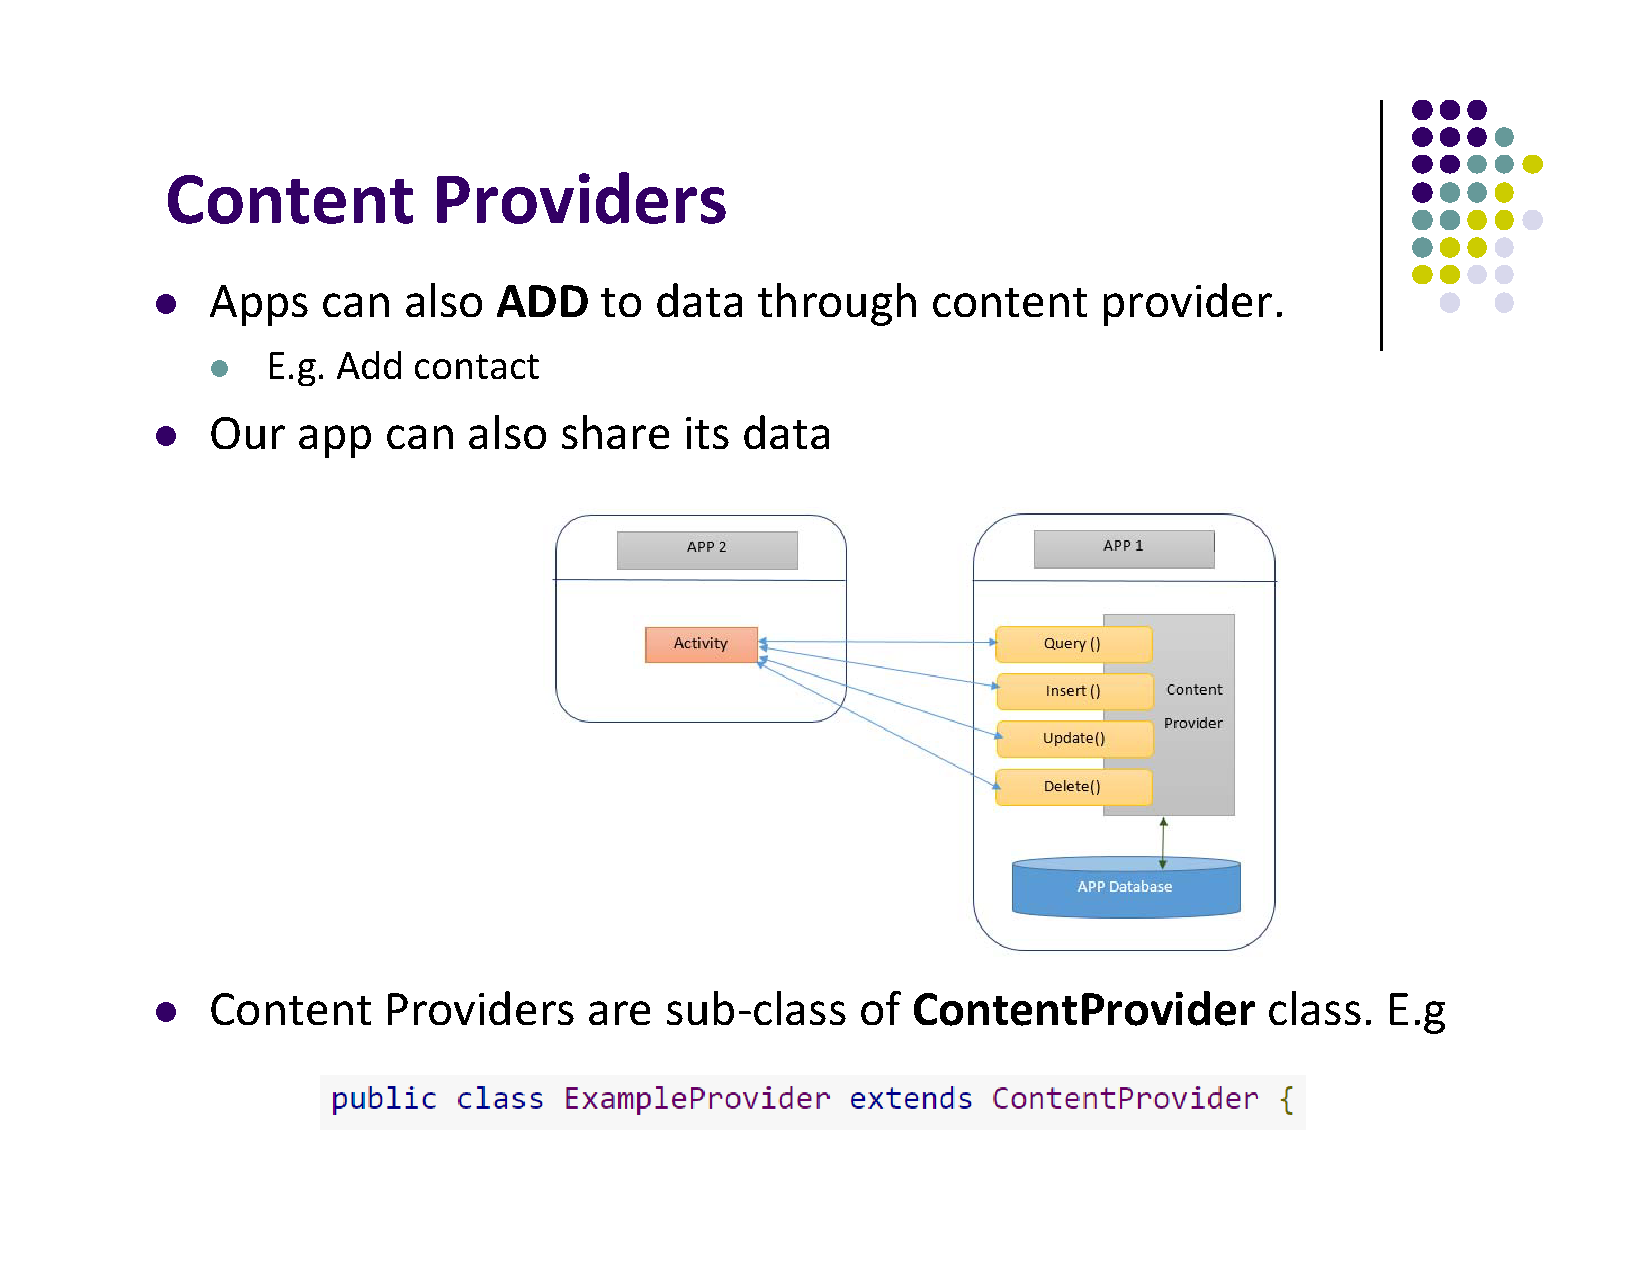 Content Providers
Apps can also ADD to data through content provider.
E.g. Add contact
Our app can also share its data
APP 2
Activity
APP 1
Query ()
Insert ()
Update()
Delete()
Content
Provider
APP Database
Content Providers are sub-class of ContentProvider class. E.g
public class ExampleProvider extends ContentProvider {